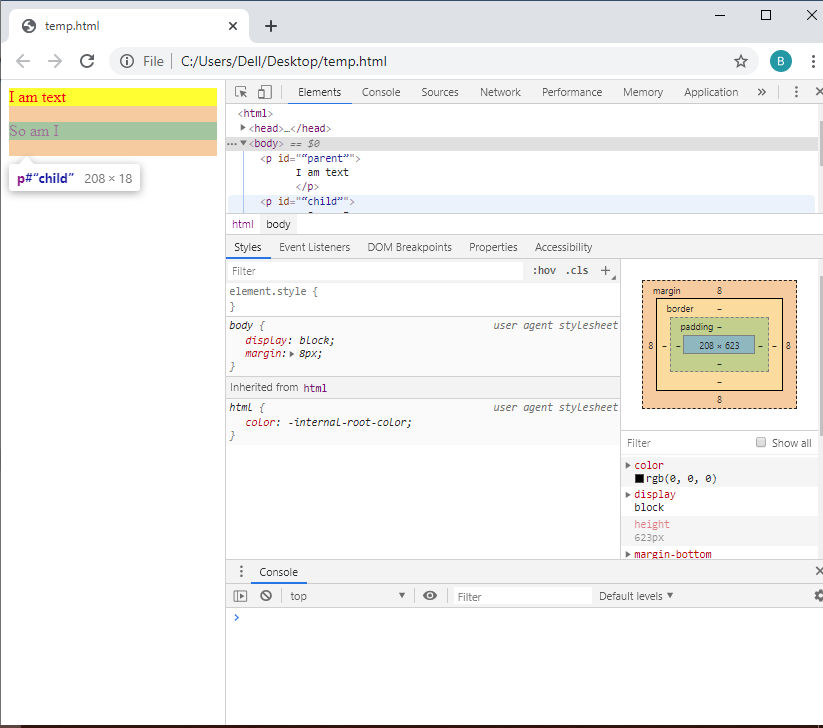 temp.html
File | C:/Users/Dell/Desktop/temp.html
B
I am text
So am I
p#“child” 208 × 18
Elements Console Sources Network Performance Memory Application »
<html>
▶<head>…</head>
…▼<body> == $0
<p id="“parent”">
I am text
</p>
<p id="“child”">
html body
Styles Event Listeners DOM Breakpoints Properties Accessibility
Filter :hov .cls +
element.style {
}
body { user agent stylesheet
display: block;
margin:▶ 8px;
}
Inherited from html
html { user agent stylesheet
color: -internal-root-color;
}
margin 8
border –
padding –
8 – – 208 × 623 – – 8
–
–
8
Filter Show all
▶ color
rgb(0, 0, 0)
▶ display
block
height
623px
▶ margin-bottom
Console
top ▼ Filter Default levels ▼
>